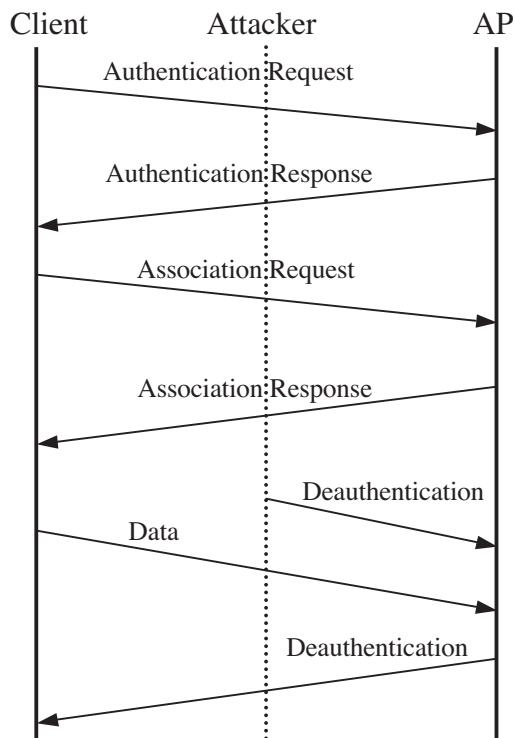 Client Attacker AP
Authentication Request
Authentication Response
Association Request
Association Response
Deauthentication
Data
Deauthentication